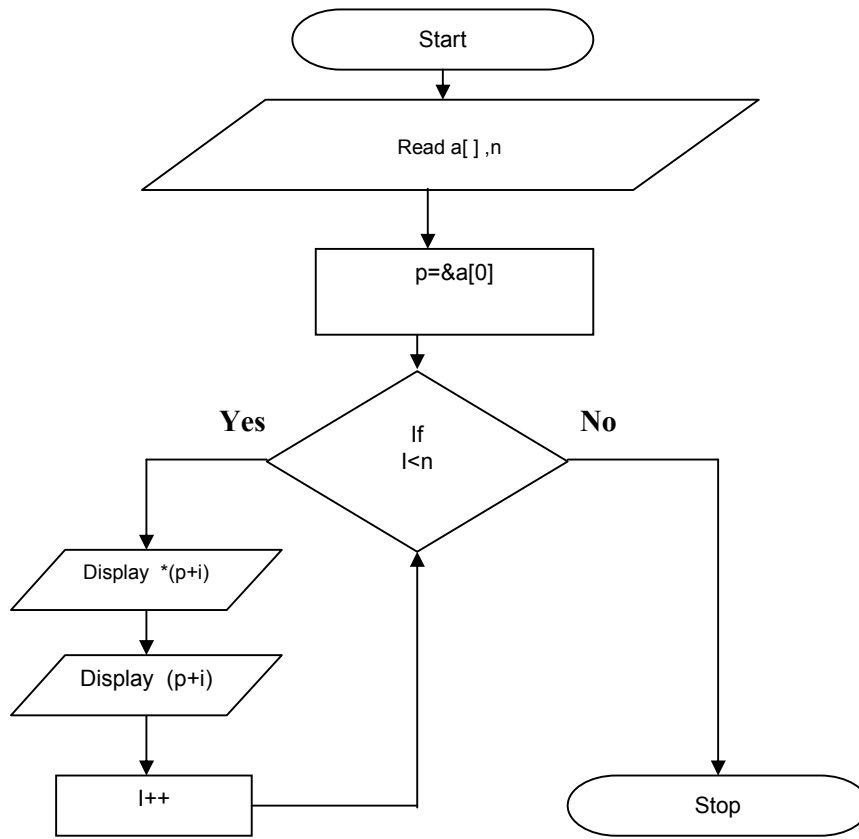 Start
Read a[ ] ,n
p=&a[0]
Yes
No
If
I<n
Display *(p+i)
Display (p+i)
I++
Stop